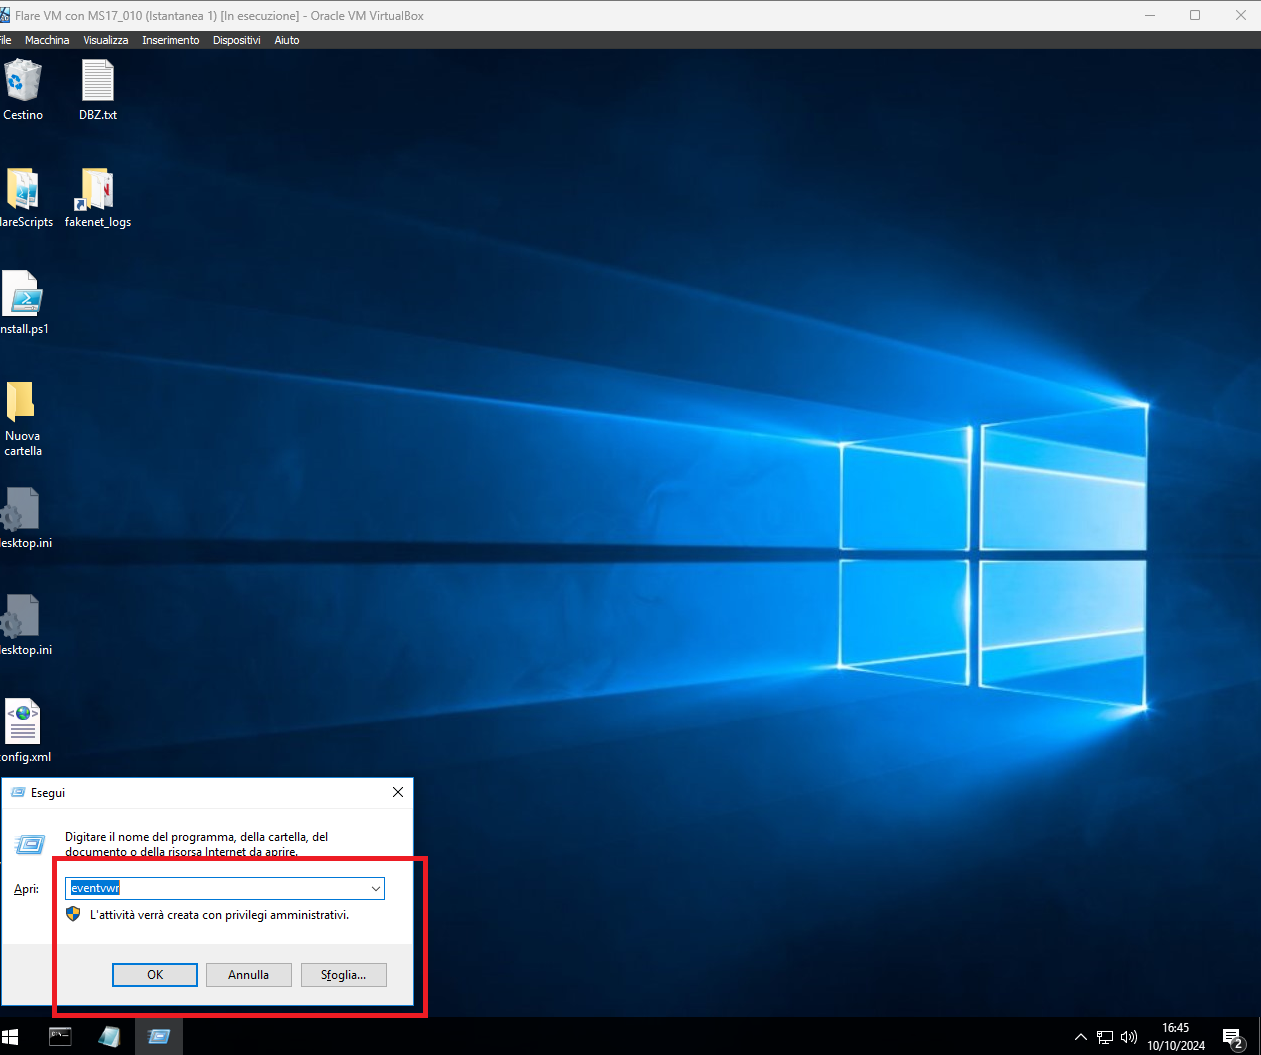 Flare VM con MS17_010 (Istantanea 1) [In esecuzione] - Oracle VM VirtualBox
ile Macchina Visualizza Inserimento Dispositivi Aiuto
Cestino
DBZ.txt
lareScripts
fakenet_logs
nstall.ps1
Nuova
cartella
esktop.ini
esktop.ini
onfig.xml
Esegui
Digitare il nome del programma, della cartella, del
documento o della risorsa Internet da aprire.
Apri: eventvwr
L'attività verrà creata con privilegi amministrativi.
OK Annulla Sfoglia...
16:45
10/10/2024
2